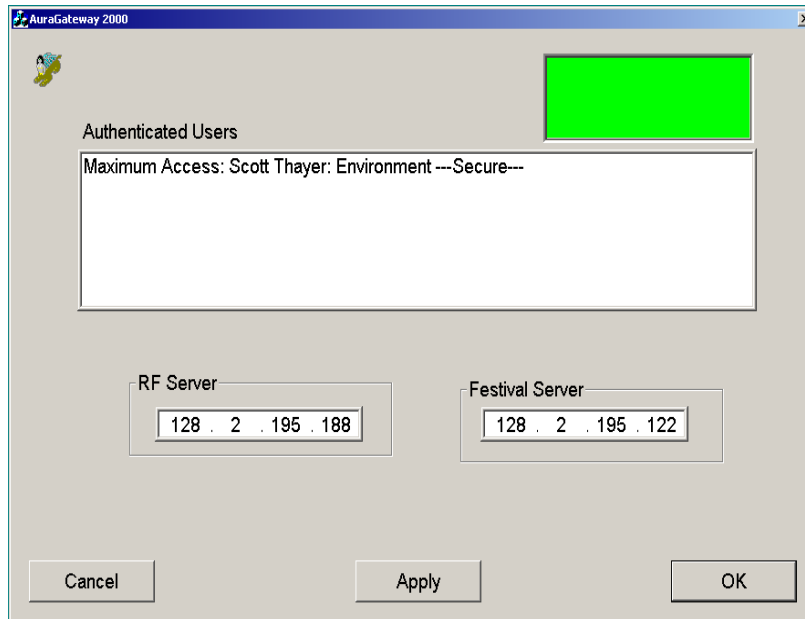 AuraGateway 2000
Authenticated Users
Maximum Access: Scott Thayer: Environment ---Secure---
RF Server
128 . 2 . 195 . 188
Festival Server
128 . 2 . 195 . 122
Cancel
Apply
OK